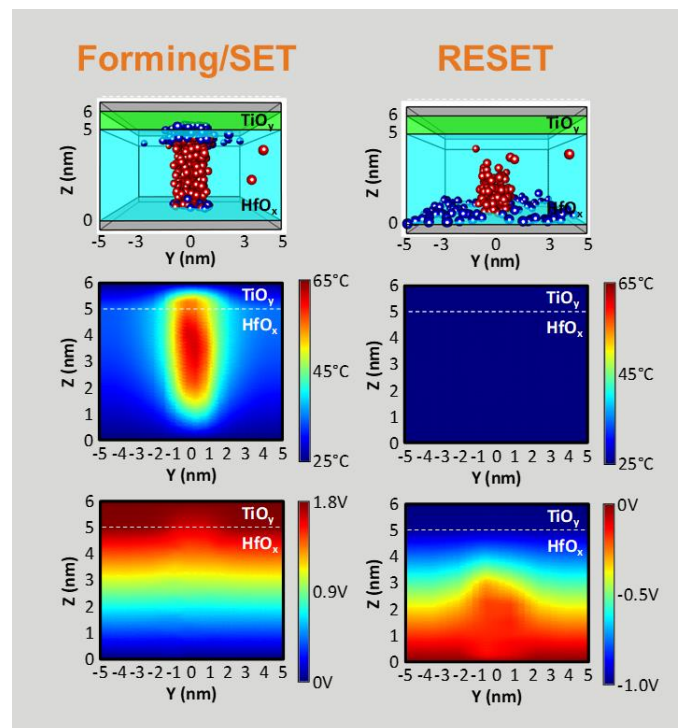 Forming/SET
RESET
6
5
0
Z (nm)
TiOy
HfOx
-5 -3 0 3 5
Y (nm)
6
5
0
Z (nm)
TiOy
HfOx
-5 -3 0 3 5
Y (nm)
6
5
4
3
2
1
0
Z (nm)
TiOy
HfOx
-5 -4 -3 -2 -1 0 1 2 3 4 5
Y (nm)
65°C
45°C
25°C
6
5
4
3
2
1
0
Z (nm)
TiOy
HfOx
-5 -4 -3 -2 -1 0 1 2 3 4 5
Y (nm)
65°C
45°C
25°C
6
5
4
3
2
1
0
Z (nm)
TiOy
HfOx
-5 -4 -3 -2 -1 0 1 2 3 4 5
Y (nm)
1.8V
0.9V
0V
6
5
4
3
2
1
0
Z (nm)
TiOy
HfOx
-5 -4 -3 -2 -1 0 1 2 3 4 5
Y (nm)
0V
-0.5V
-1.0V